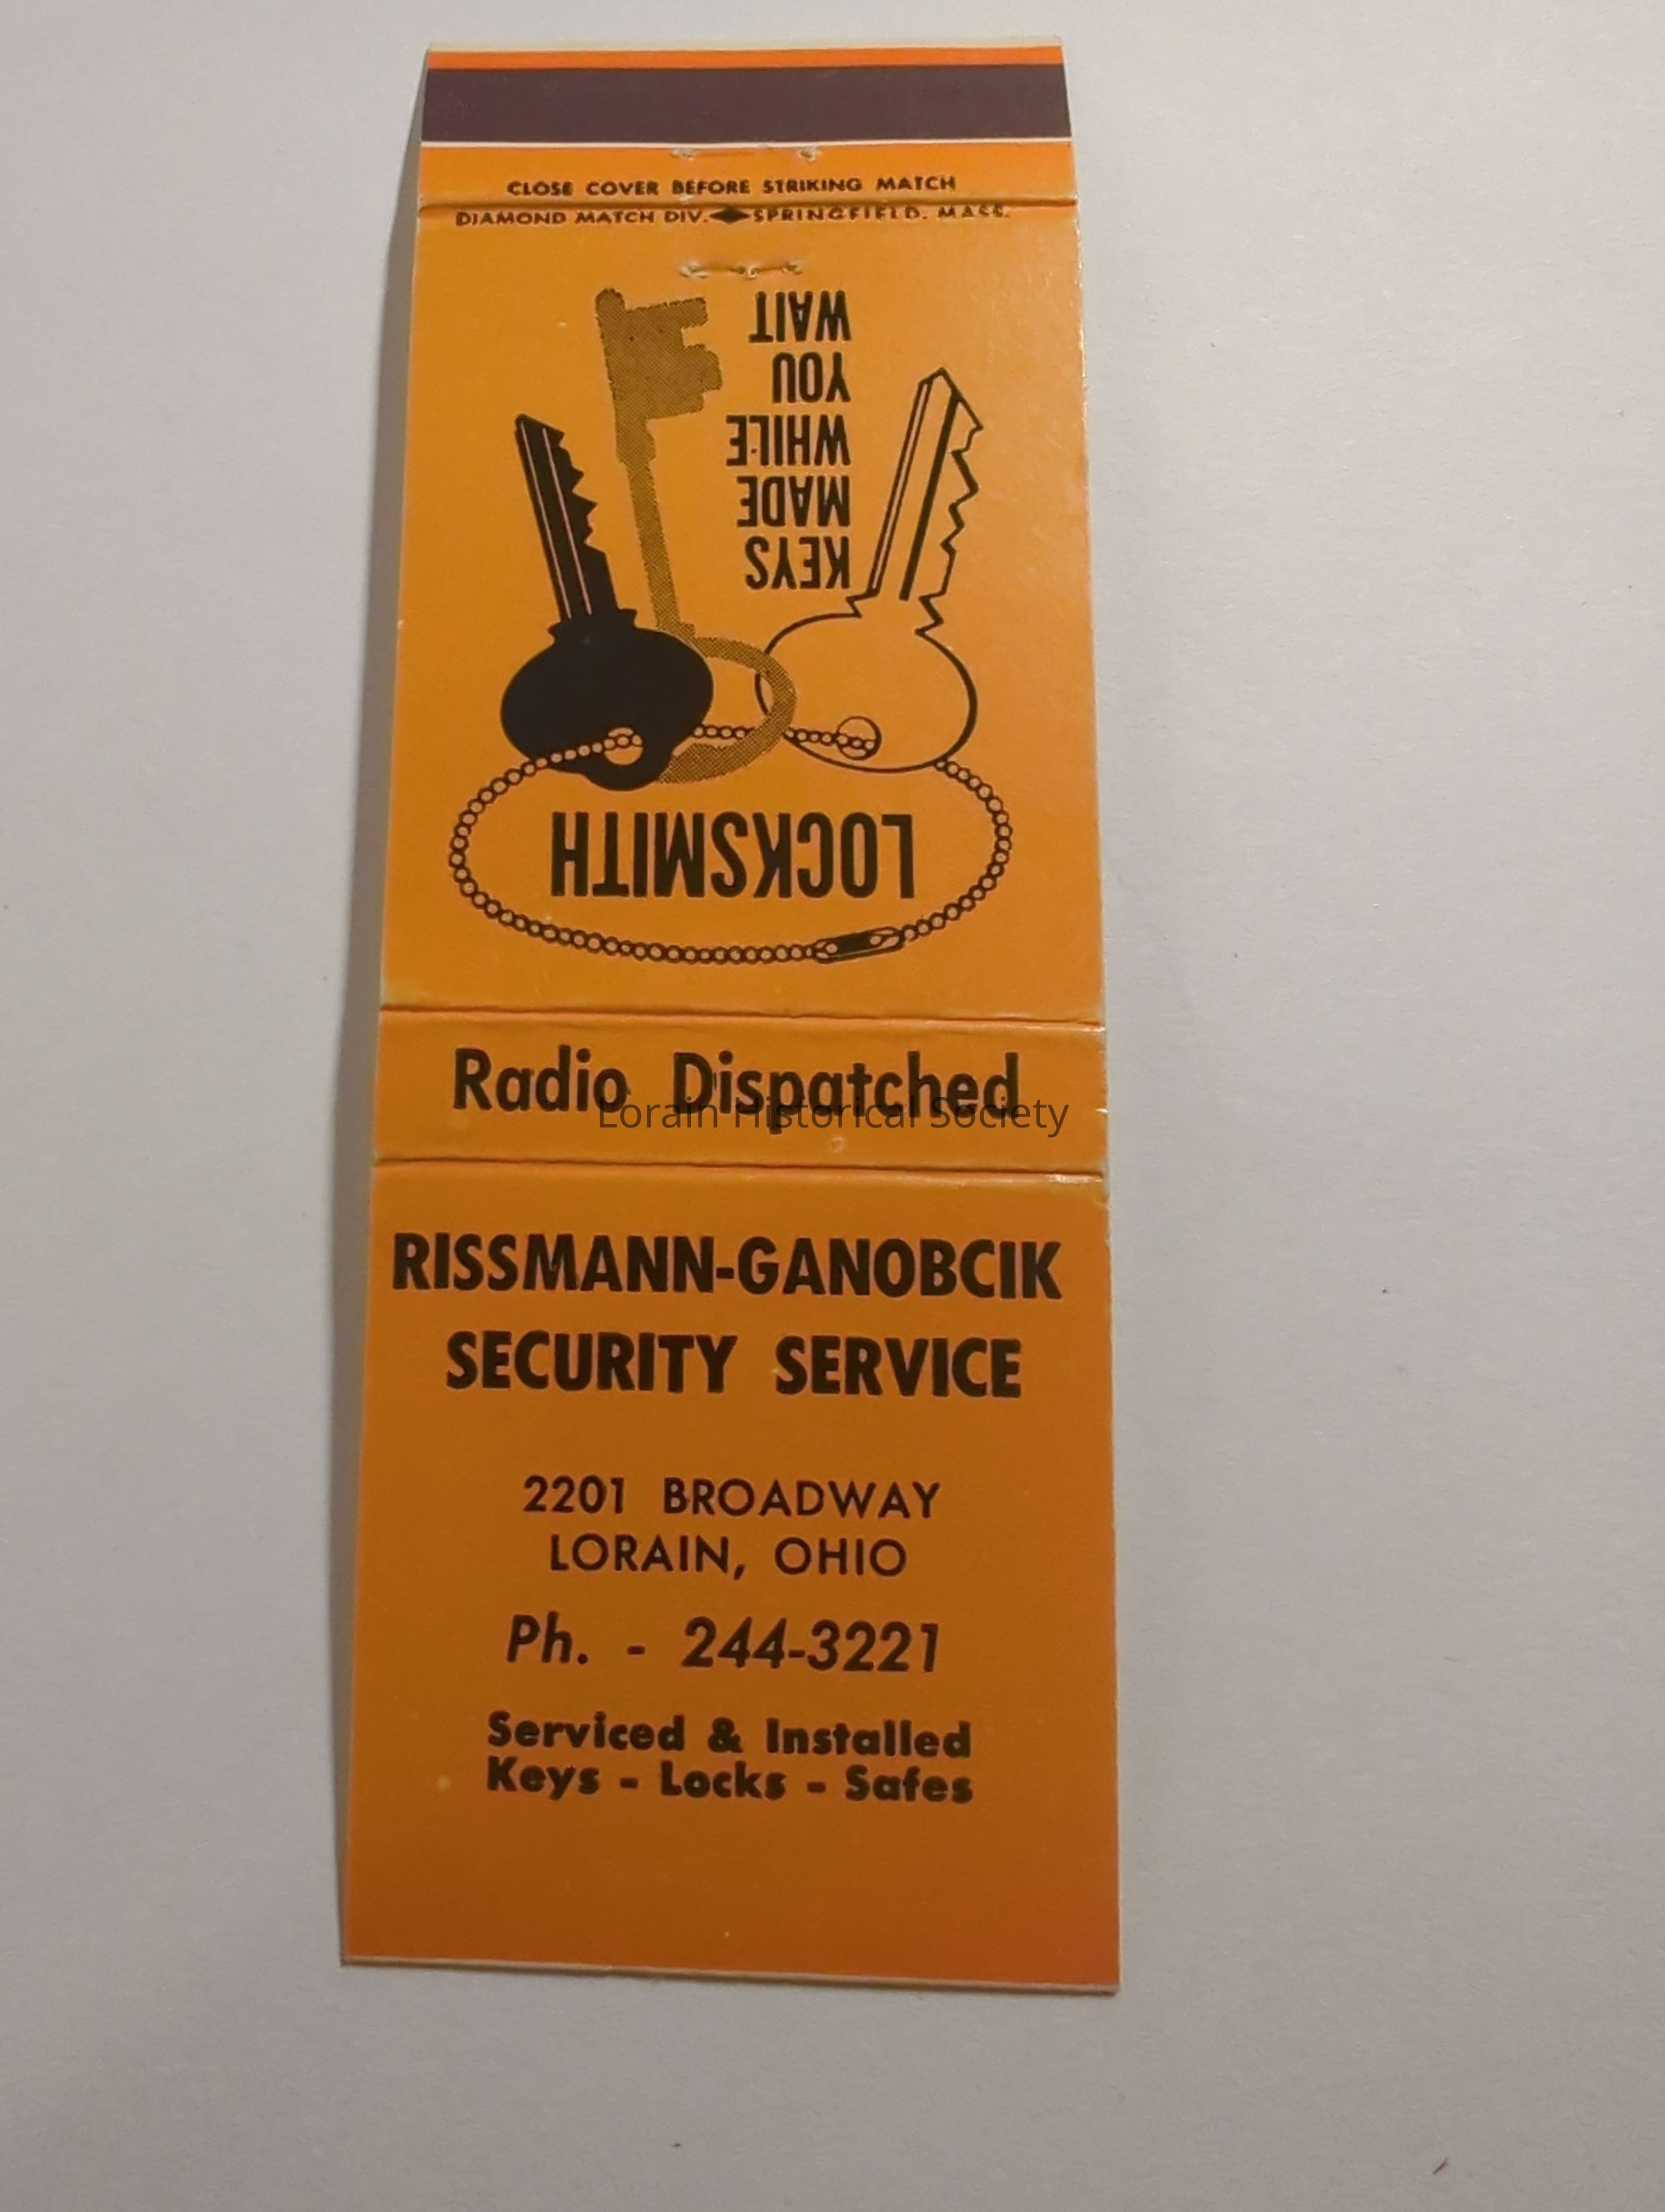 CLOSE COVER BEFORE STRIKING MATCH
DIAMOND MATCH DIV. SPRINGFIELD, MASS.
LOCKSMITH
KEYS
MADE
WHILE
YOU
WAIT
Radio Dispatched
Lorain Historical Society
RISSMANN-GANOBCIK
SECURITY SERVICE
2201 BROADWAY
LORAIN, OHIO
Ph. - 244-3221
Serviced & Installed
Keys - Locks - Safes